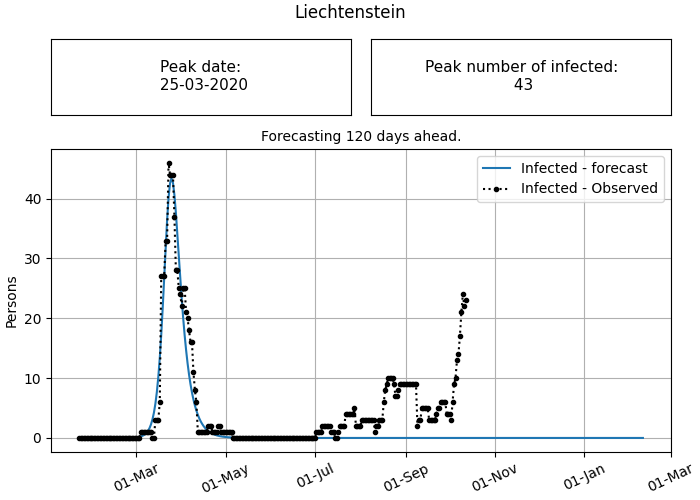 Liechtenstein
Peak date:
25-03-2020
Peak number of infected:
43
Forecasting 120 days ahead.
Infected - forecast
Infected - Observed
Persons
40
30
20
10
0
01-Mar
01-May
01-Jul
01-Sep
01-Nov
01-Jan
01-Mar